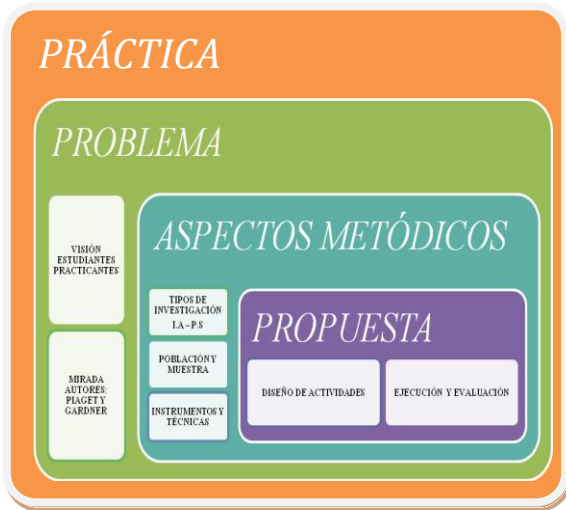 PRÁCTICA
PROBLEMA
VISIÓN
ESTUDIANTES
PRACTICANTES
MIRADA
AUTORES:
PIAGET Y
GARDNER
ASPECTOS METÓDICOS
TIPOS DE
INVESTIGACIÓN
I.A – P.S
POBLACIÓN Y
MUESTRA
INSTRUMENTOS Y
TÉCNICAS
PROPUESTA
DISEÑO DE ACTIVIDADES
EJECUCIÓN Y EVALUACIÓN